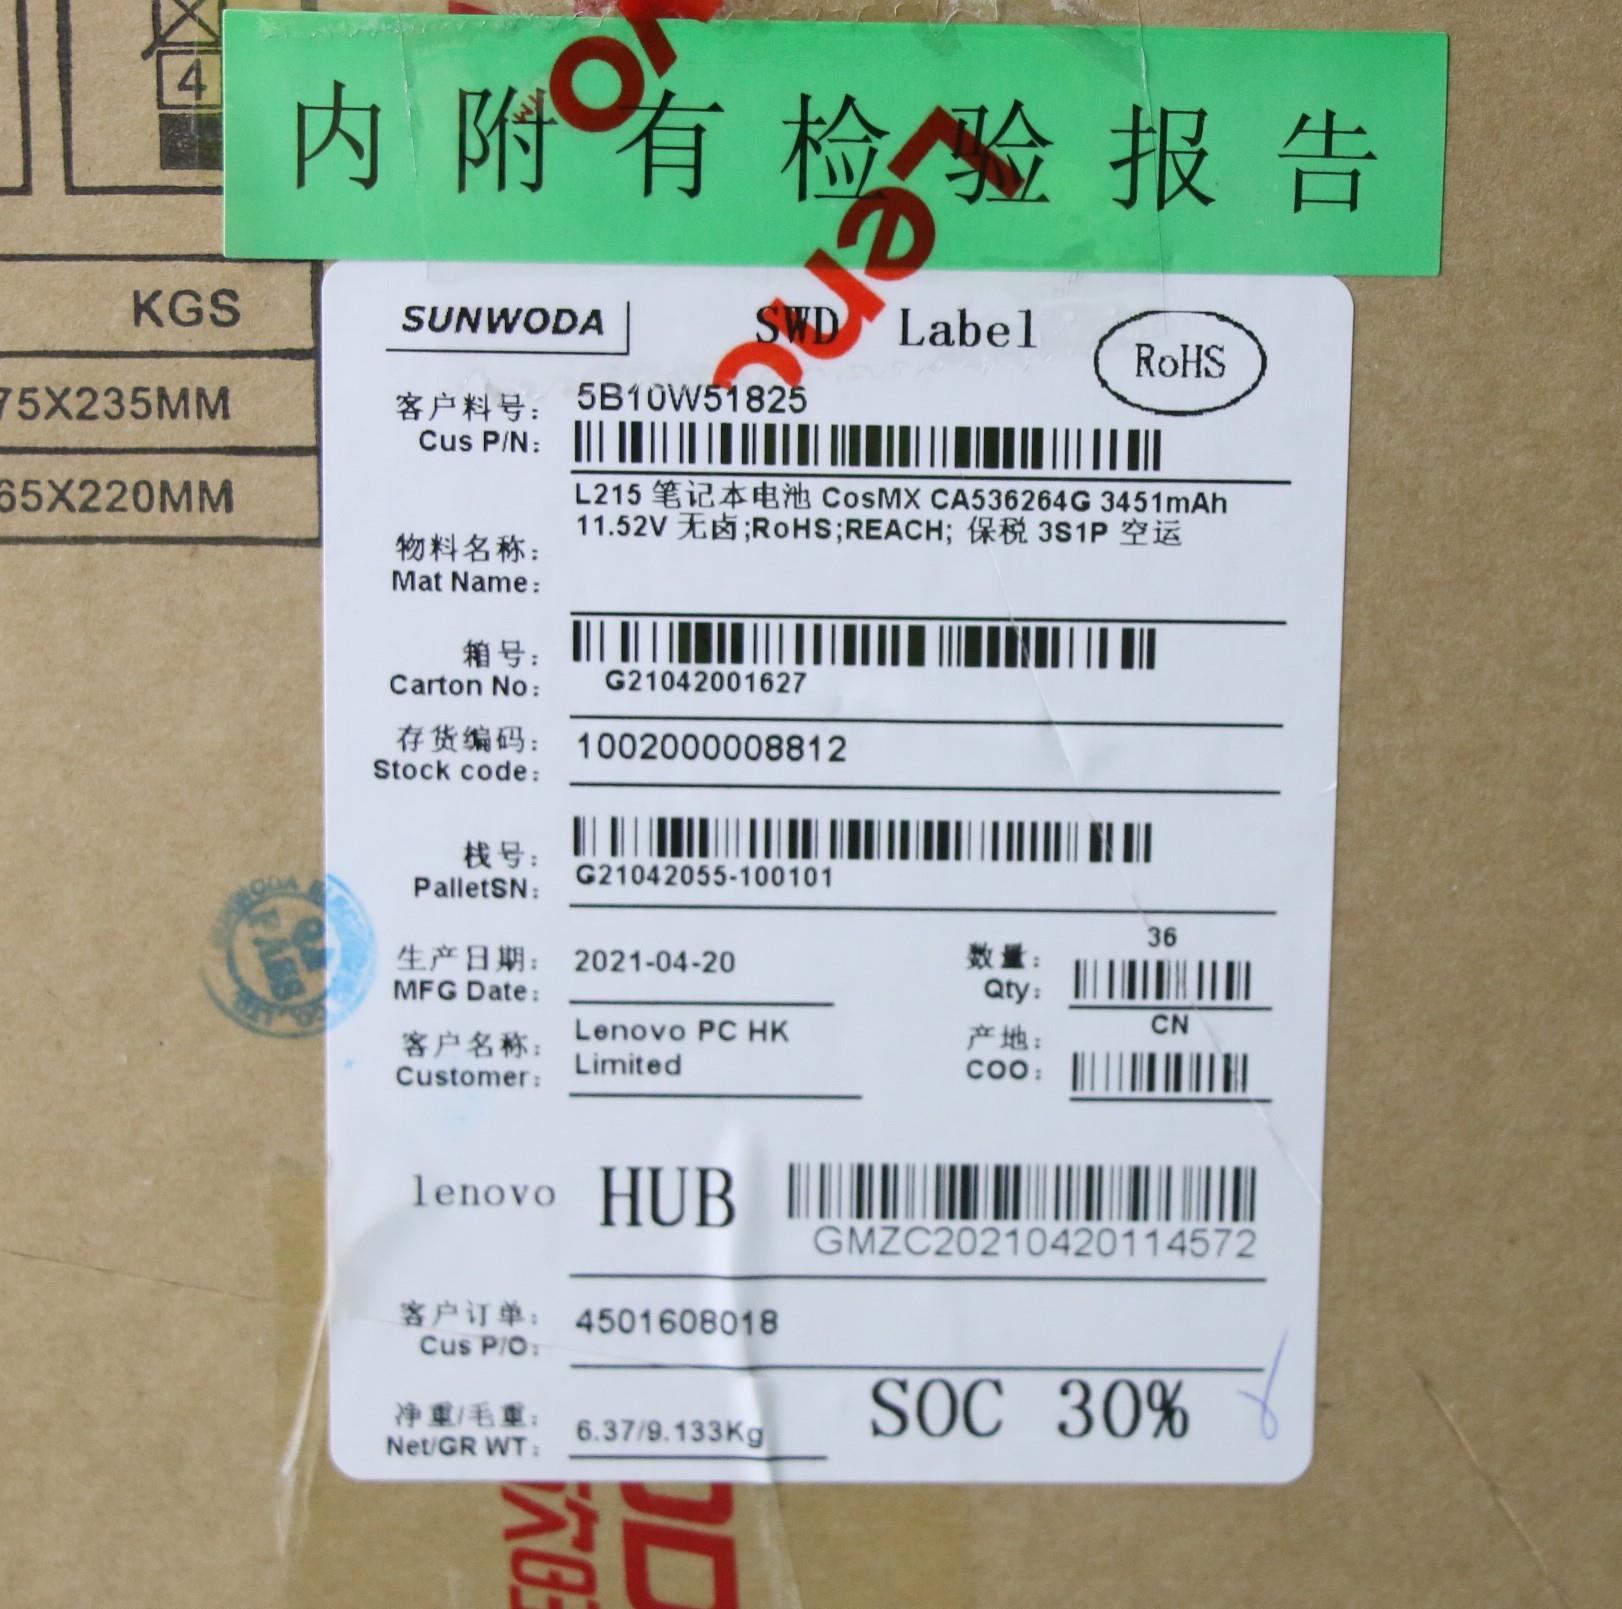 4
内附有检验报告
Lenovo
KGS
75X235MM
65X220MM
SUNWODA
SWD Label
RoHS
客户料号: 5B10W51825
Cus P/N:
L215 笔记本电池 CosMX CA536264G 3451mAh
11.52V 无卤;RoHS;REACH; 保税 3S1P 空运
物料名称:
Mat Name:
箱号:
Carton No: G21042001627
存货编码: 1002000008812
Stock code:
栈号:
PalletSN: G21042055-100101
生产日期: 2021-04-20
MFG Date:
数量: 36
Qty:
客户名称: Lenovo PC HK
Customer: Limited
产地: CN
COO:
lenovo HUB
GMZC20210420114572
客户订单: 4501608018
Cus P/O:
净重/毛重: 6.37/9.133Kg
Net/GR WT:
SOC 30%